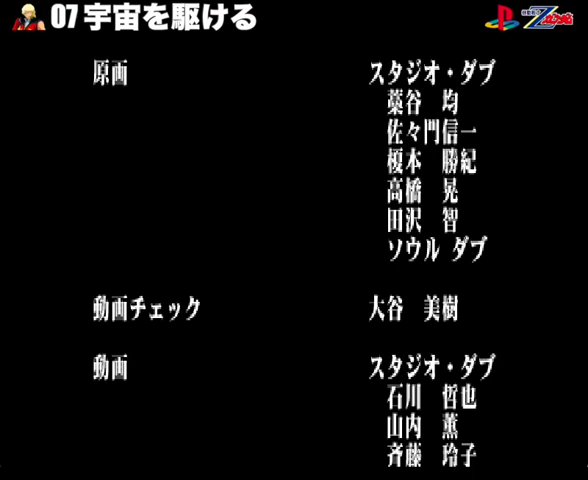 07 宇宙を駆ける
原画 スタジオ・ダブ
藁谷 均
佐々門信一
榎本 勝紀
高橋 晃
田沢 智
ソウル ダブ
動画チェック 大谷 美樹
動画 スタジオ・ダブ
石川 哲也
山内 薫
斉藤 玲子